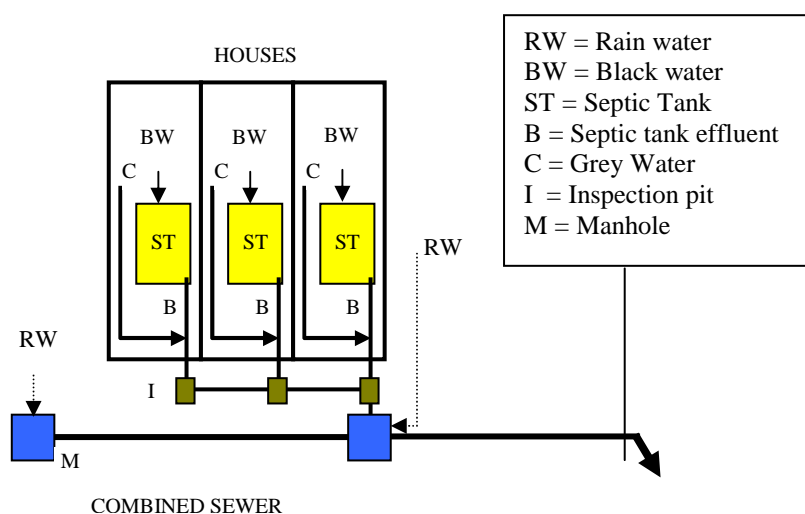 HOUSES
RW = Rain water
BW = Black water
ST = Septic Tank
B = Septic tank effluent
C = Grey Water
I = Inspection pit
M = Manhole
BW BW BW
C C C
ST ST ST
RW
B B B
RW
I
M
COMBINED SEWER